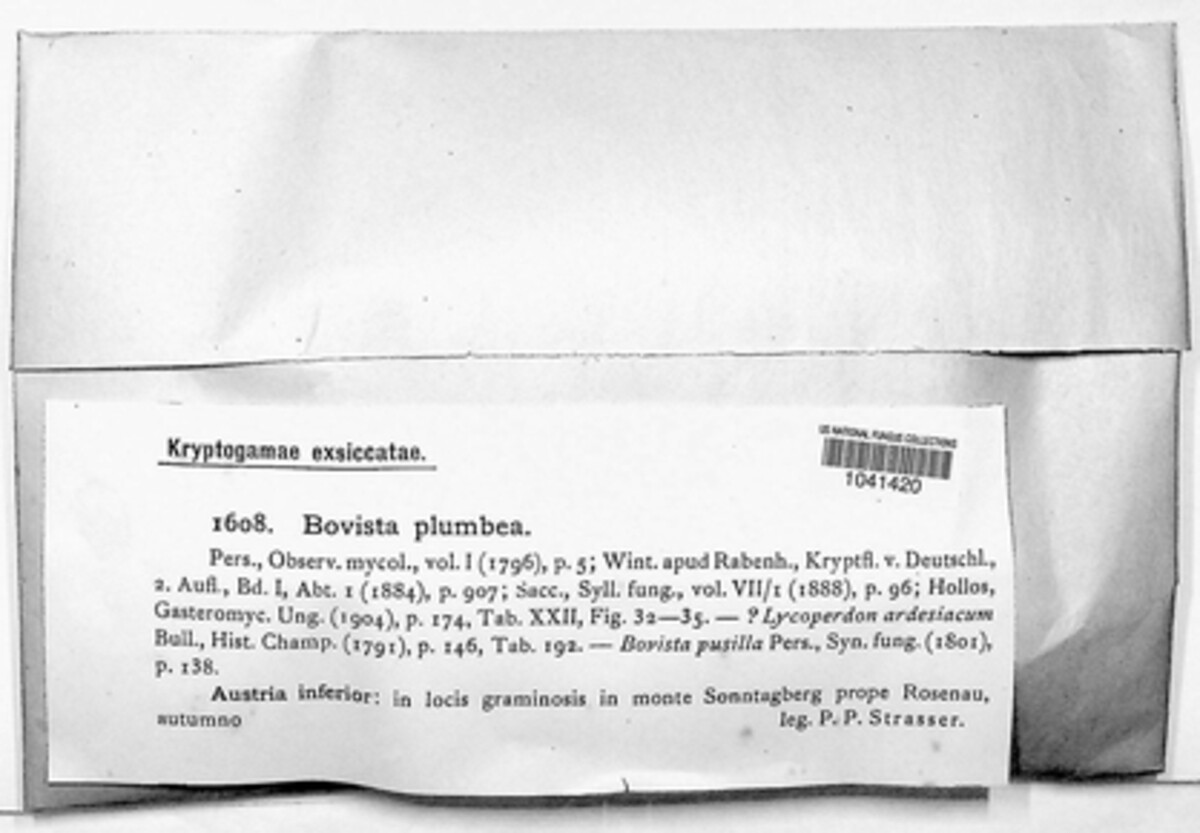 Kryptogamae exsiccatae.
US NATIONAL FUNGUS COLLECTIONS
1041420
1608. Bovista plumbea.
Pers., Observ. mycol., vol. I (1796), p. 5; Wint. apud Rabenh., Kryptfl. v. Deutschl.,
2. Aufl., Bd. I, Abt. 1 (1884), p. 907; Sacc., Syll. fung., vol. VII/1 (1888), p. 96; Hollos,
Gasteromyc. Ung. (1904), p. 174, Tab. XXII, Fig. 32—35. — ? Lycoperdon ardesiacum
Bull., Hist. Champ. (1791), p. 146, Tab. 192. — Bovista pusilla Pers., Syn. fung. (1801),
p. 138.
Austria inferior: in locis graminosis in monte Sonntagberg prope Rosenau,
autumno leg. P. P. Strasser.